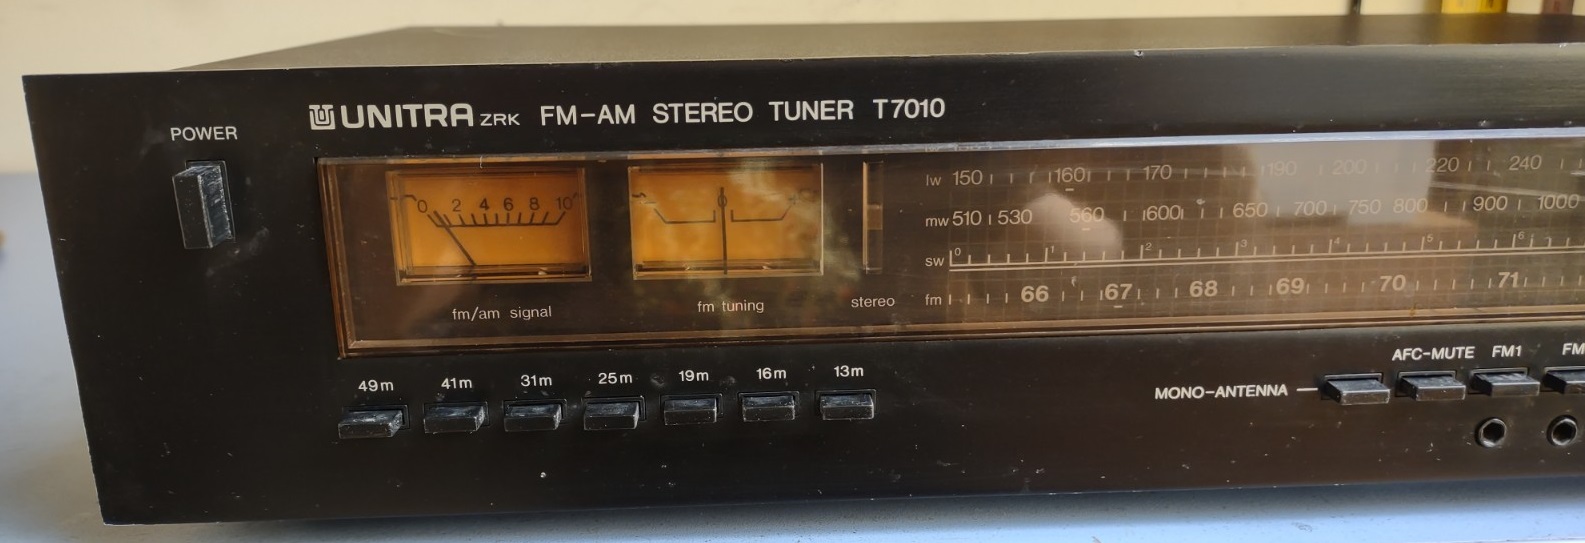 UNITRA ZRK FM-AM STEREO TUNER T7010
POWER
0 2 4 6 8 10
- 0 +
fm/am signal
fm tuning
stereo
lw 150 160 170 190 200 220 240
mw 510 530 560 600 650 700 750 800 900 1000
sw 0 1 2 3 4 5 6
fm 66 67 68 69 70 71
49m 41m 31m 25m 19m 16m 13m
AFC-MUTE FM1 FM
MONO-ANTENNA